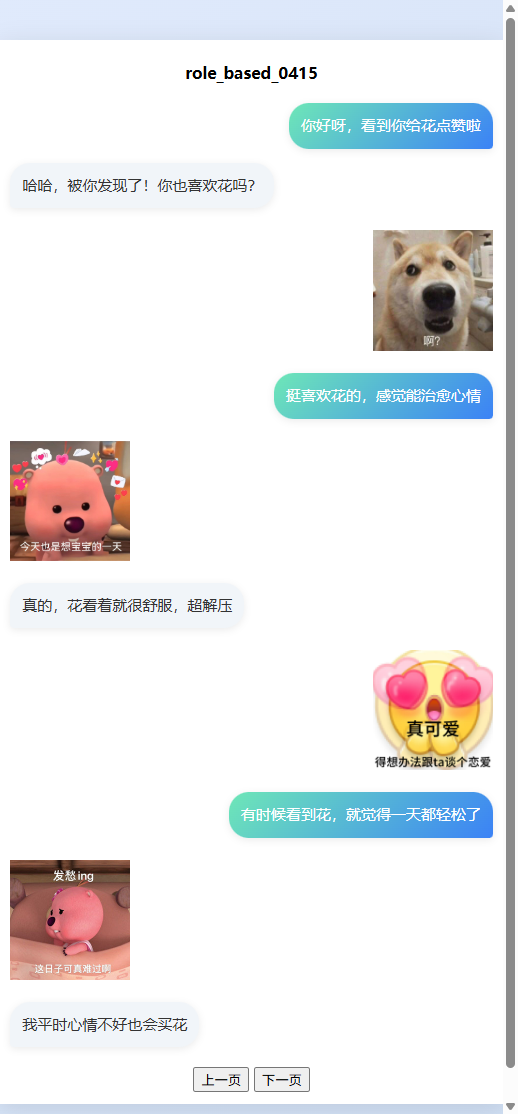 role_based_0415
你好呀，看到你给花点赞啦
哈哈，被你发现了！你也喜欢花吗？
啊？
挺喜欢花的，感觉能治愈心情
今天也是想宝宝的一天
真的，花看着就很舒服，超解压
真可爱
得想办法跟ta谈个恋爱
有时候看到花，就觉得一天都轻松了
发愁ing
这日子可真难过啊
我平时心情不好也会买花
上一页 下一页